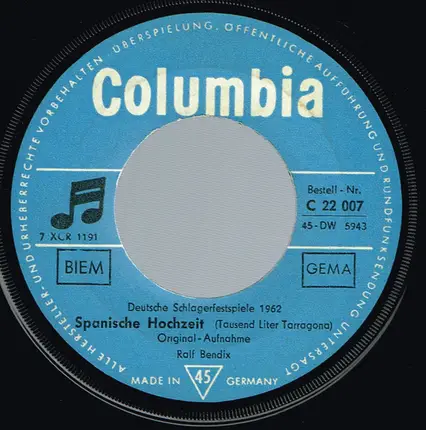 ALLE HERSTELLER- UND URHEBERRECHTE VORBEHALTEN · ÜBERSPIELUNG, ÖFFENTLICHE AUFFÜHRUNG UND RUNDFUNKSENDUNG UNTERSAGT
Columbia
Bestell - Nr.
C 22 007
7 XCR 1191
45-DW 5943
BIEM
GEMA
Deutsche Schlagerfestspiele 1962
Spanische Hochzeit (Tausend Liter Tarragona)
Original-Aufnahme
Ralf Bendix
MADE IN 45 GERMANY